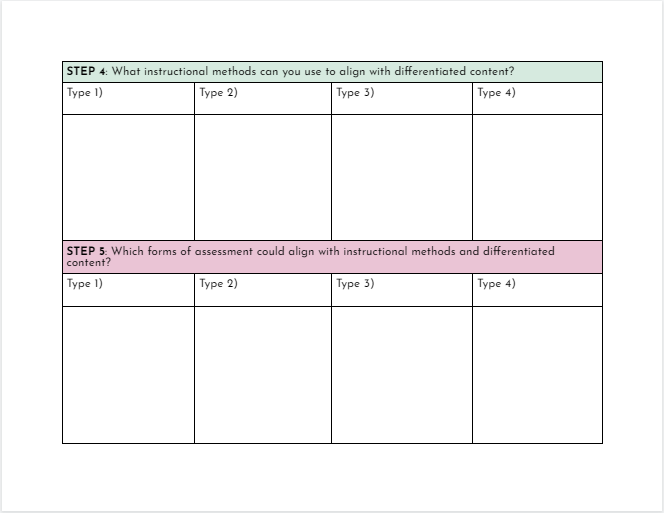 STEP 4: What instructional methods can you use to align with differentiated content?
Type 1) Type 2) Type 3) Type 4)
STEP 5: Which forms of assessment could align with instructional methods and differentiated
content?
Type 1) Type 2) Type 3) Type 4)